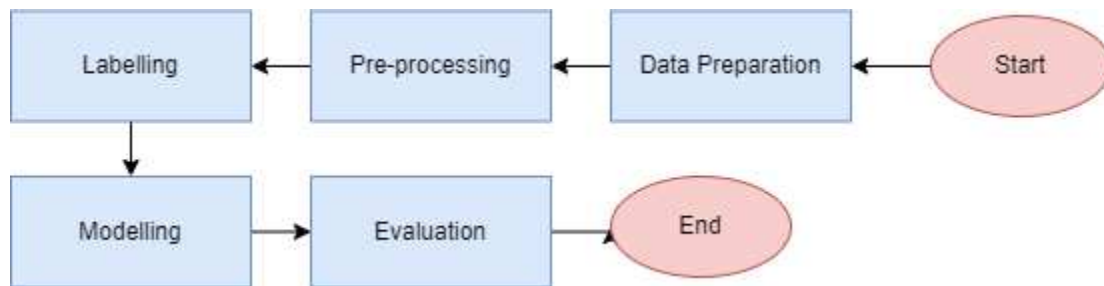 Labelling
Pre-processing
Data Preparation
Start
Modelling
Evaluation
End